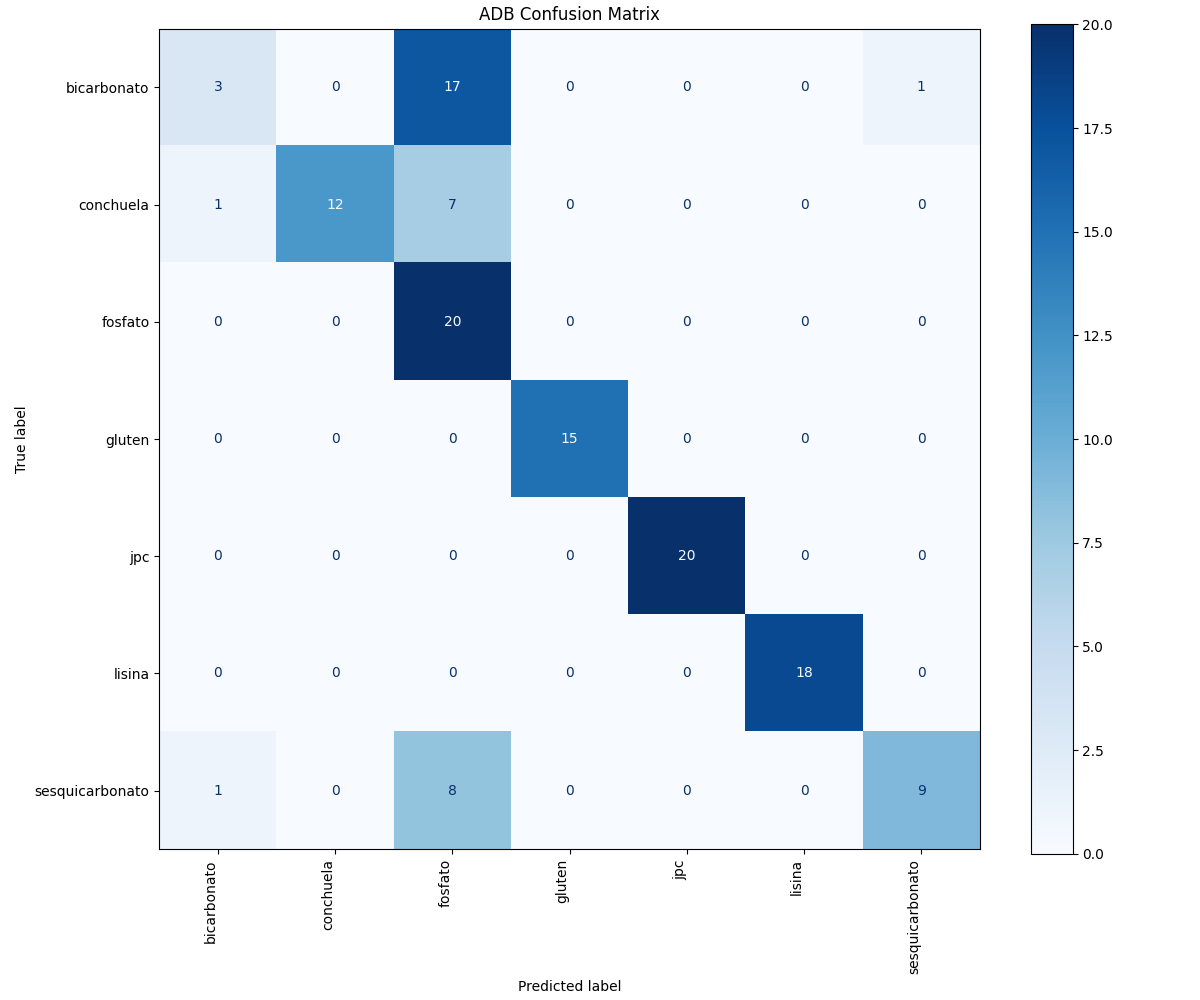 ADB Confusion Matrix
True label
bicarbonato 3 0 17 0 0 0 1
conchuela 1 12 7 0 0 0 0
fosfato 0 0 20 0 0 0 0
gluten 0 0 0 15 0 0 0
jpc 0 0 0 0 20 0 0
lisina 0 0 0 0 0 18 0
sesquicarbonato 1 0 8 0 0 0 9
bicarbonato conchuela fosfato gluten jpc lisina sesquicarbonato
Predicted label
20.0
17.5
15.0
12.5
10.0
7.5
5.0
2.5
0.0